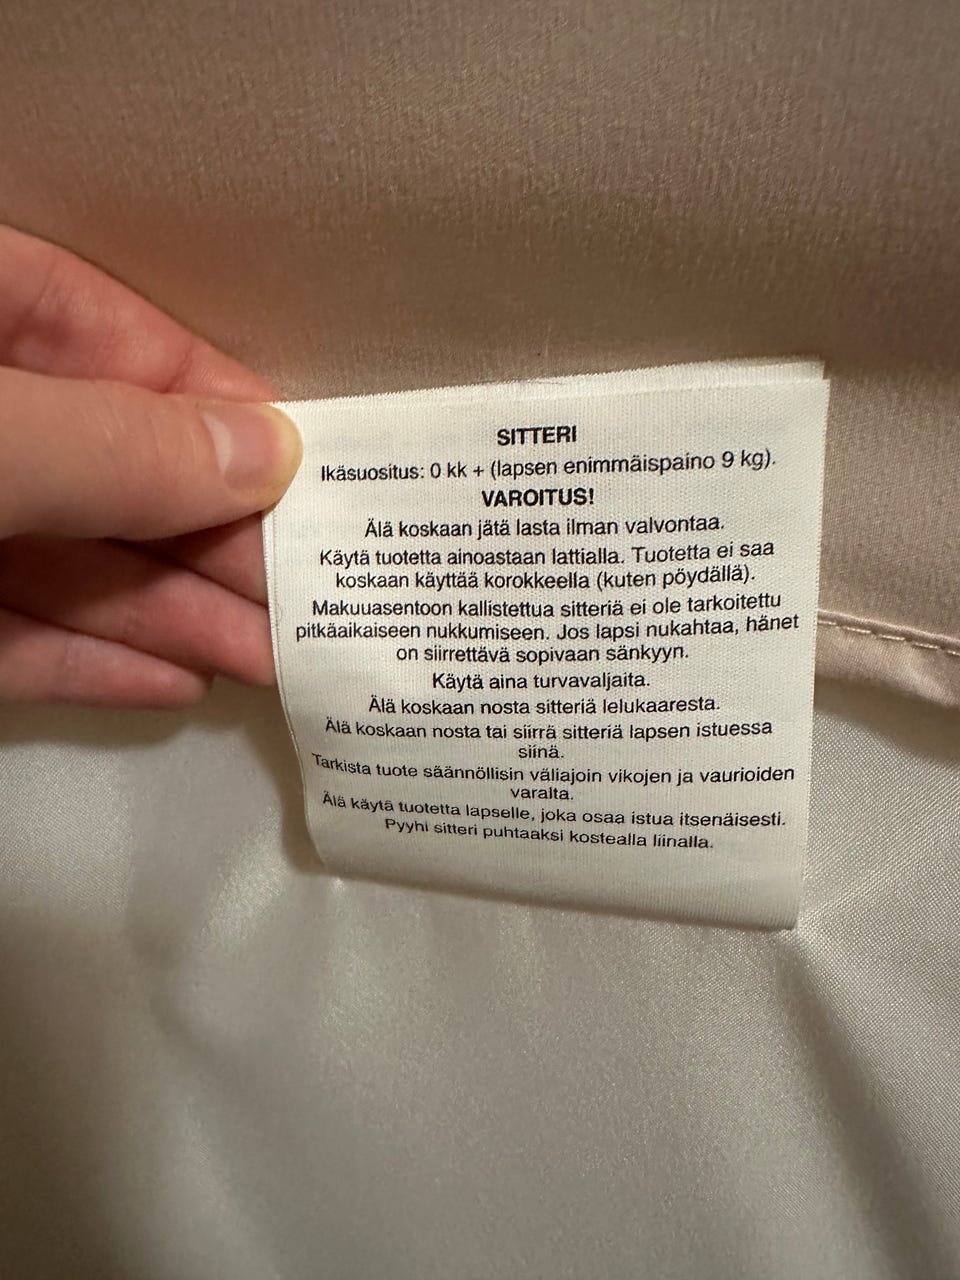 SITTERI
Ikäsuositus: 0 kk + (lapsen enimmäispaino 9 kg).
VAROITUS!
Älä koskaan jätä lasta ilman valvontaa.
Käytä tuotetta ainoastaan lattialla. Tuotetta ei saa
koskaan käyttää korokkeella (kuten pöydällä).
Makuuasentoon kallistettua sitteriä ei ole tarkoitettu
pitkäaikaiseen nukkumiseen. Jos lapsi nukahtaa, hänet
on siirrettävä sopivaan sänkyyn.
Käytä aina turvavaljaita.
Älä koskaan nosta sitteriä lelukaaresta.
Älä koskaan nosta tai siirrä sitteriä lapsen istuessa
siinä.
Tarkista tuote säännöllisin väliajoin vikojen ja vaurioiden
varalta.
Älä käytä tuotetta lapselle, joka osaa istua itsenäisesti.
Pyyhi sitteri puhtaaksi kostealla liinalla.